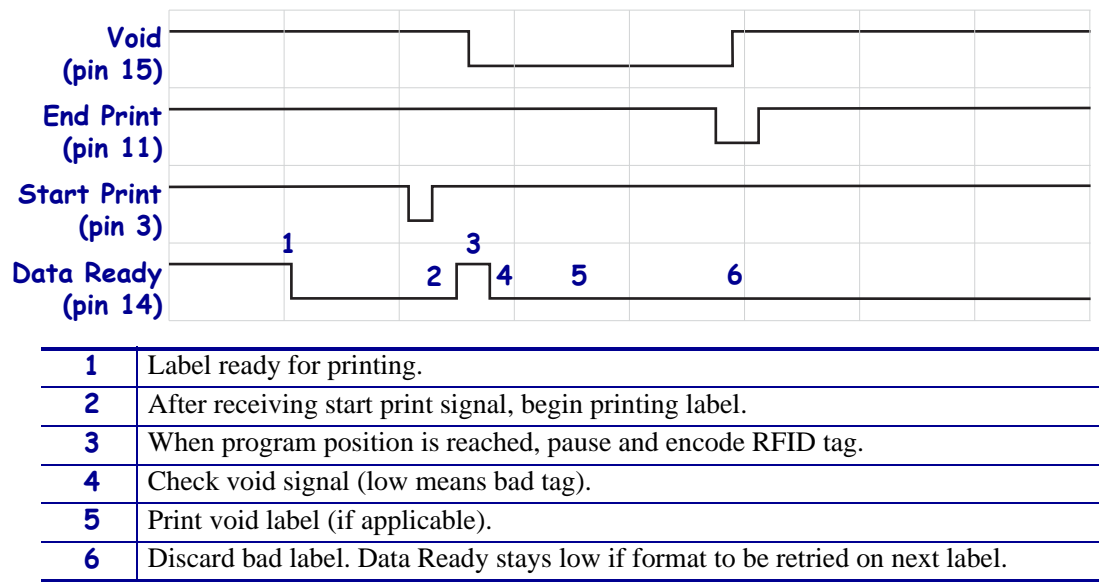 Void
(pin 15)
End Print
(pin 11)
Start Print
(pin 3)
1
3
Data Ready
(pin 14)
2
4
5
6
1 Label ready for printing.
2 After receiving start print signal, begin printing label.
3 When program position is reached, pause and encode RFID tag.
4 Check void signal (low means bad tag).
5 Print void label (if applicable).
6 Discard bad label. Data Ready stays low if format to be retried on next label.